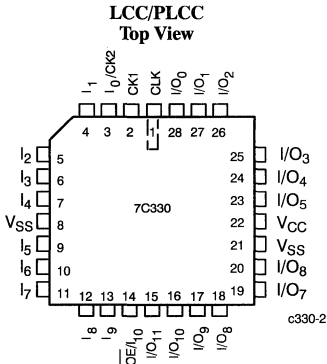 LCC/PLCC
Top View
I1
I0/CK2
CK1
CLK
I/O0
I/O1
I/O2
4 3 2 1 28 27 26
I2 5
I3 6
I4 7
VSS 8
I5 9
I6 10
I7 11
7C330
25 I/O3
24 I/O4
23 I/O5
22 VCC
21 VSS
20 I/O8
19 I/O7
12 13 14 15 16 17 18
I8
I9
OE/I10
I/O11
I/O10
I/O9
I/O8
c330-2